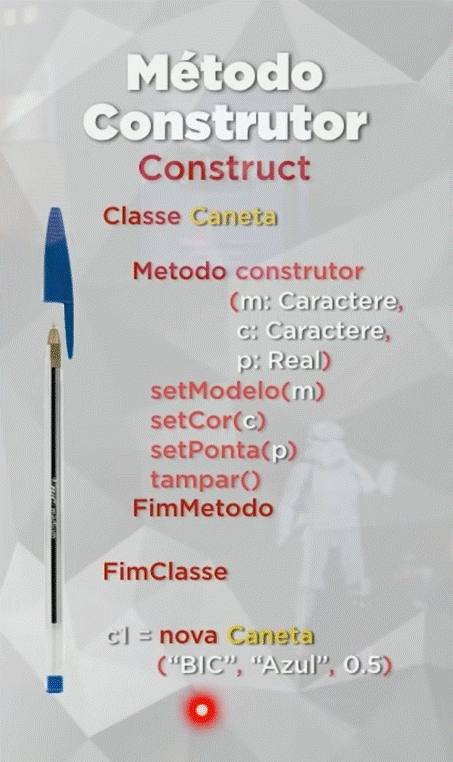 Método
Construtor
Construct
Classe Caneta
Metodo construtor
(m: Caractere,
c: Caractere,
p: Real)
setModelo(m)
setCor(c)
setPonta(p)
tampar()
FimMetodo
FimClasse
c1 = nova Caneta
("BIC", "Azul", 0.5)